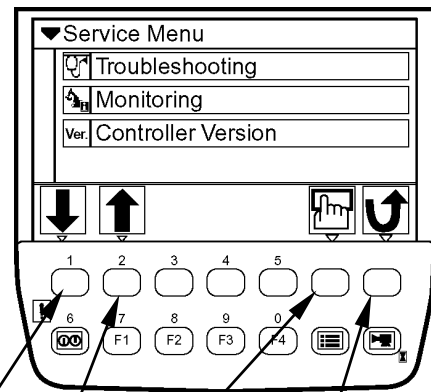 Service Menu
Troubleshooting
Monitoring
Ver. Controller Version
1 2 3 4 5
6 7 8 9 0
F1 F2 F3 F4